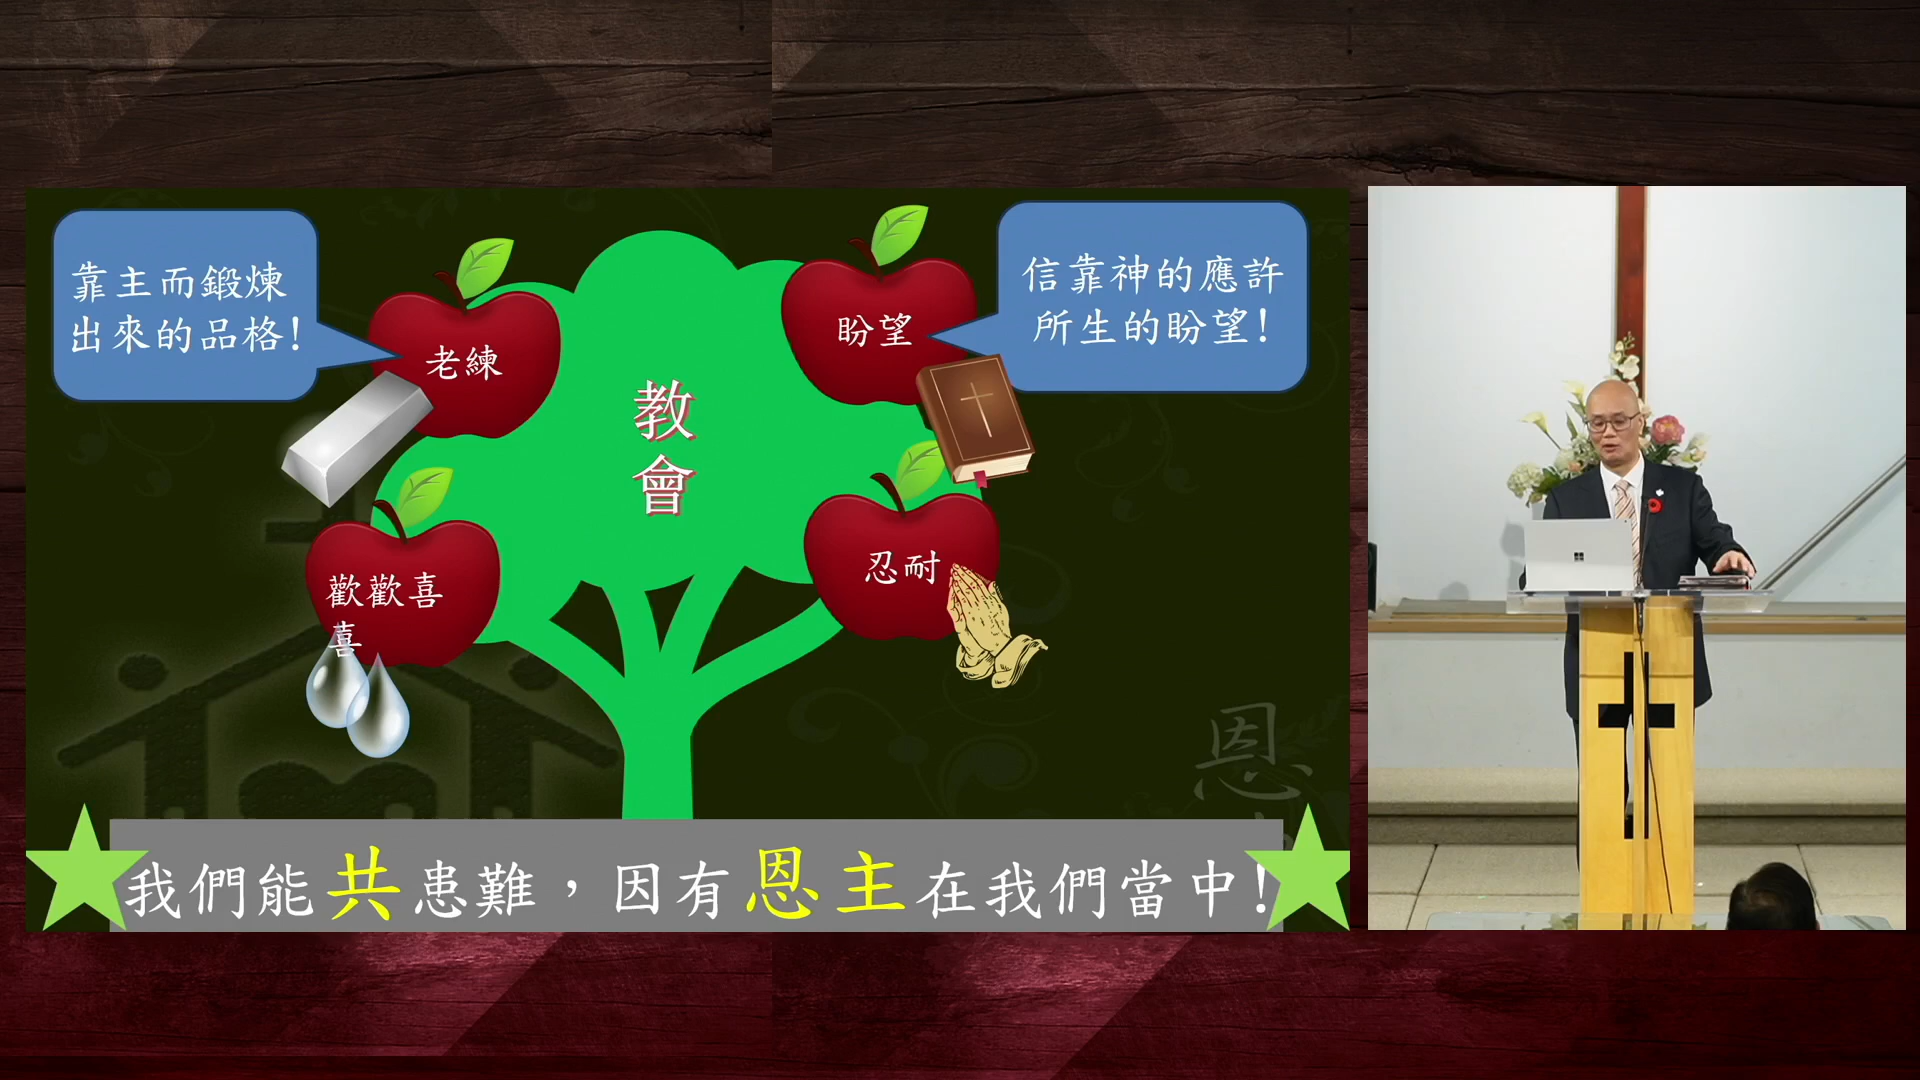 靠主而鍛煉
出來的品格!
老練
盼望
信靠神的應許
所生的盼望!
教
會
歡歡喜
喜
忍耐
恩
我們能共患難，因有恩主在我們當中!